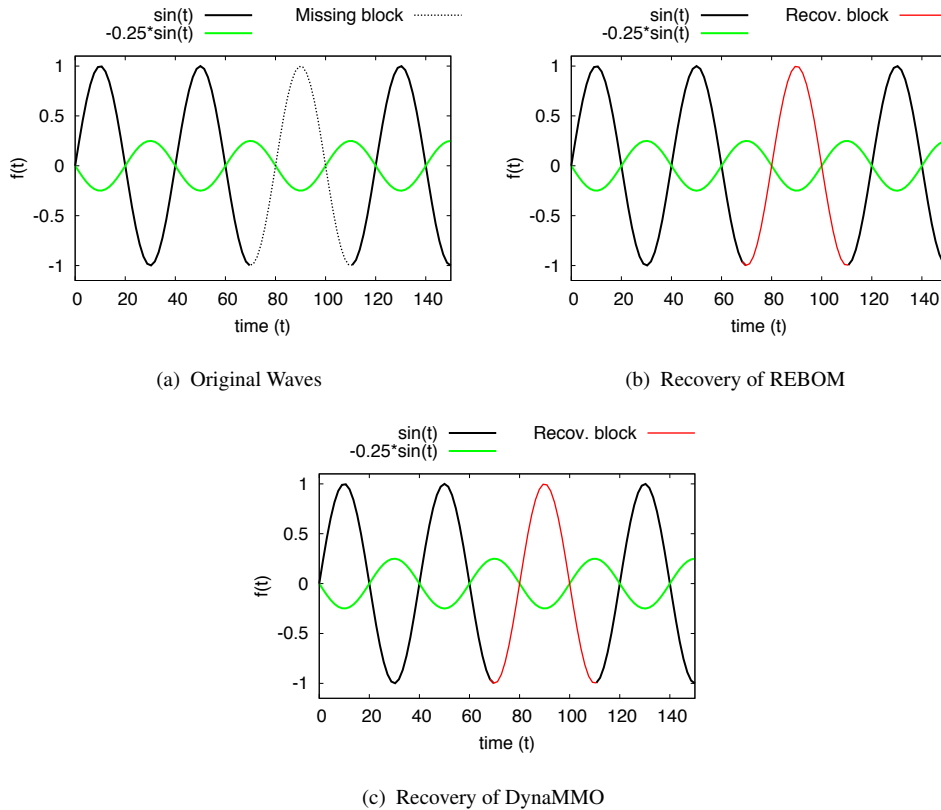 sin(t)
-0.25*sin(t)
Missing block
1
0.5
0
-0.5
-1
f(t)
0 20 40 60 80 100 120 140
time (t)
(a) Original Waves
sin(t)
-0.25*sin(t)
Recov. block
1
0.5
0
-0.5
-1
f(t)
0 20 40 60 80 100 120 140
time (t)
(b) Recovery of REBOM
sin(t)
-0.25*sin(t)
Recov. block
1
0.5
0
-0.5
-1
f(t)
0 20 40 60 80 100 120 140
time (t)
(c) Recovery of DynaMMO